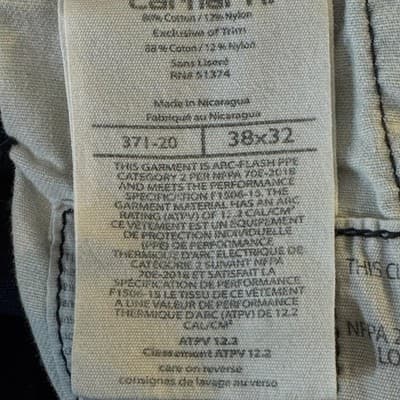 Carhartt
88% Cotton / 12% Nylon
Exclusive of Trim
88 % Coton / 12 % Nylon
Sans Liseré
RN# 51374
Made in Nicaragua
Fabriqué au Nicaragua
371-20 38x32
THIS GARMENT IS ARC-FLASH PPE
CATEGORY 2 PER NFPA 70E-2018
AND MEETS THE PERFORMANCE
SPECIFICATION F1506-15. THE
GARMENT MATERIAL HAS AN ARC
RATING (ATPV) OF 12.2 CAL/CM²
CE VÊTEMENT EST UN ÉQUIPEMENT
DE PROTECTION INDIVIDUEL
(PPE) DE PERFORMANCE
THERMIQUE D'ARC ÉLECTRIQUE DE
CATÉGORIE 2 SUIVANT NFPA
70E-2018 ET SATISFAIT LA
SPÉCIFICATION DE PERFORMANCE
F1506-15. LE TISSU DE CE VÊTEMENT
A UNE VALEUR DE PERFORMANCE
THERMIQUE D'ARC (ATPV) DE 12.2
CAL/CM²
ATPV 12.2
Classement ATPV 12.2
care on reverse
consignes de lavage au verso
THIS C
NFPA 2
LO